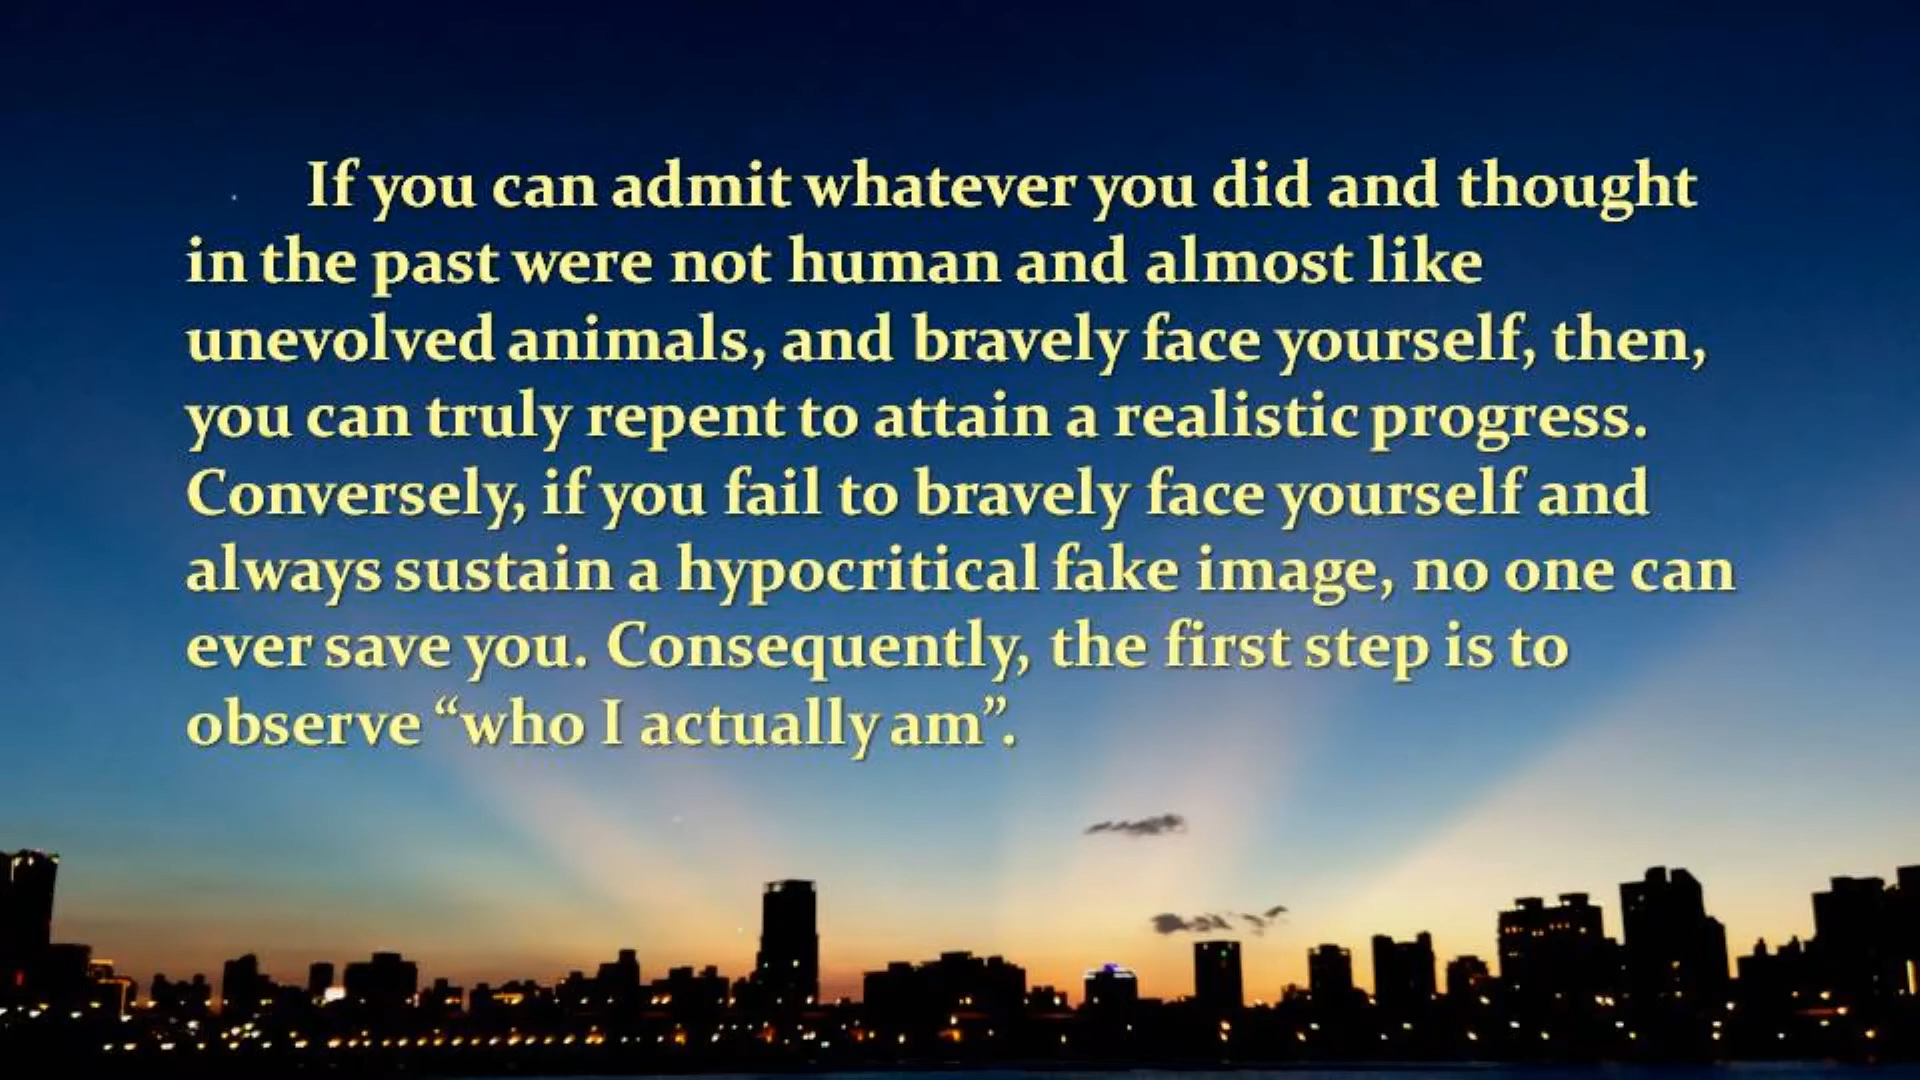 If you can admit whatever you did and thought
in the past were not human and almost like
unevolved animals, and bravely face yourself, then,
you can truly repent to attain a realistic progress.
Conversely, if you fail to bravely face yourself and
always sustain a hypocritical fake image, no one can
ever save you. Consequently, the first step is to
observe “who I actually am”.